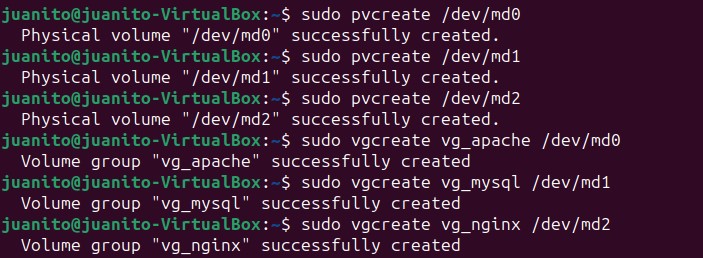 juanito@juanito-VirtualBox:~$ sudo pvcreate /dev/md0
  Physical volume "/dev/md0" successfully created.
juanito@juanito-VirtualBox:~$ sudo pvcreate /dev/md1
  Physical volume "/dev/md1" successfully created.
juanito@juanito-VirtualBox:~$ sudo pvcreate /dev/md2
  Physical volume "/dev/md2" successfully created.
juanito@juanito-VirtualBox:~$ sudo vgcreate vg_apache /dev/md0
  Volume group "vg_apache" successfully created
juanito@juanito-VirtualBox:~$ sudo vgcreate vg_mysql /dev/md1
  Volume group "vg_mysql" successfully created
juanito@juanito-VirtualBox:~$ sudo vgcreate vg_nginx /dev/md2
  Volume group "vg_nginx" successfully created